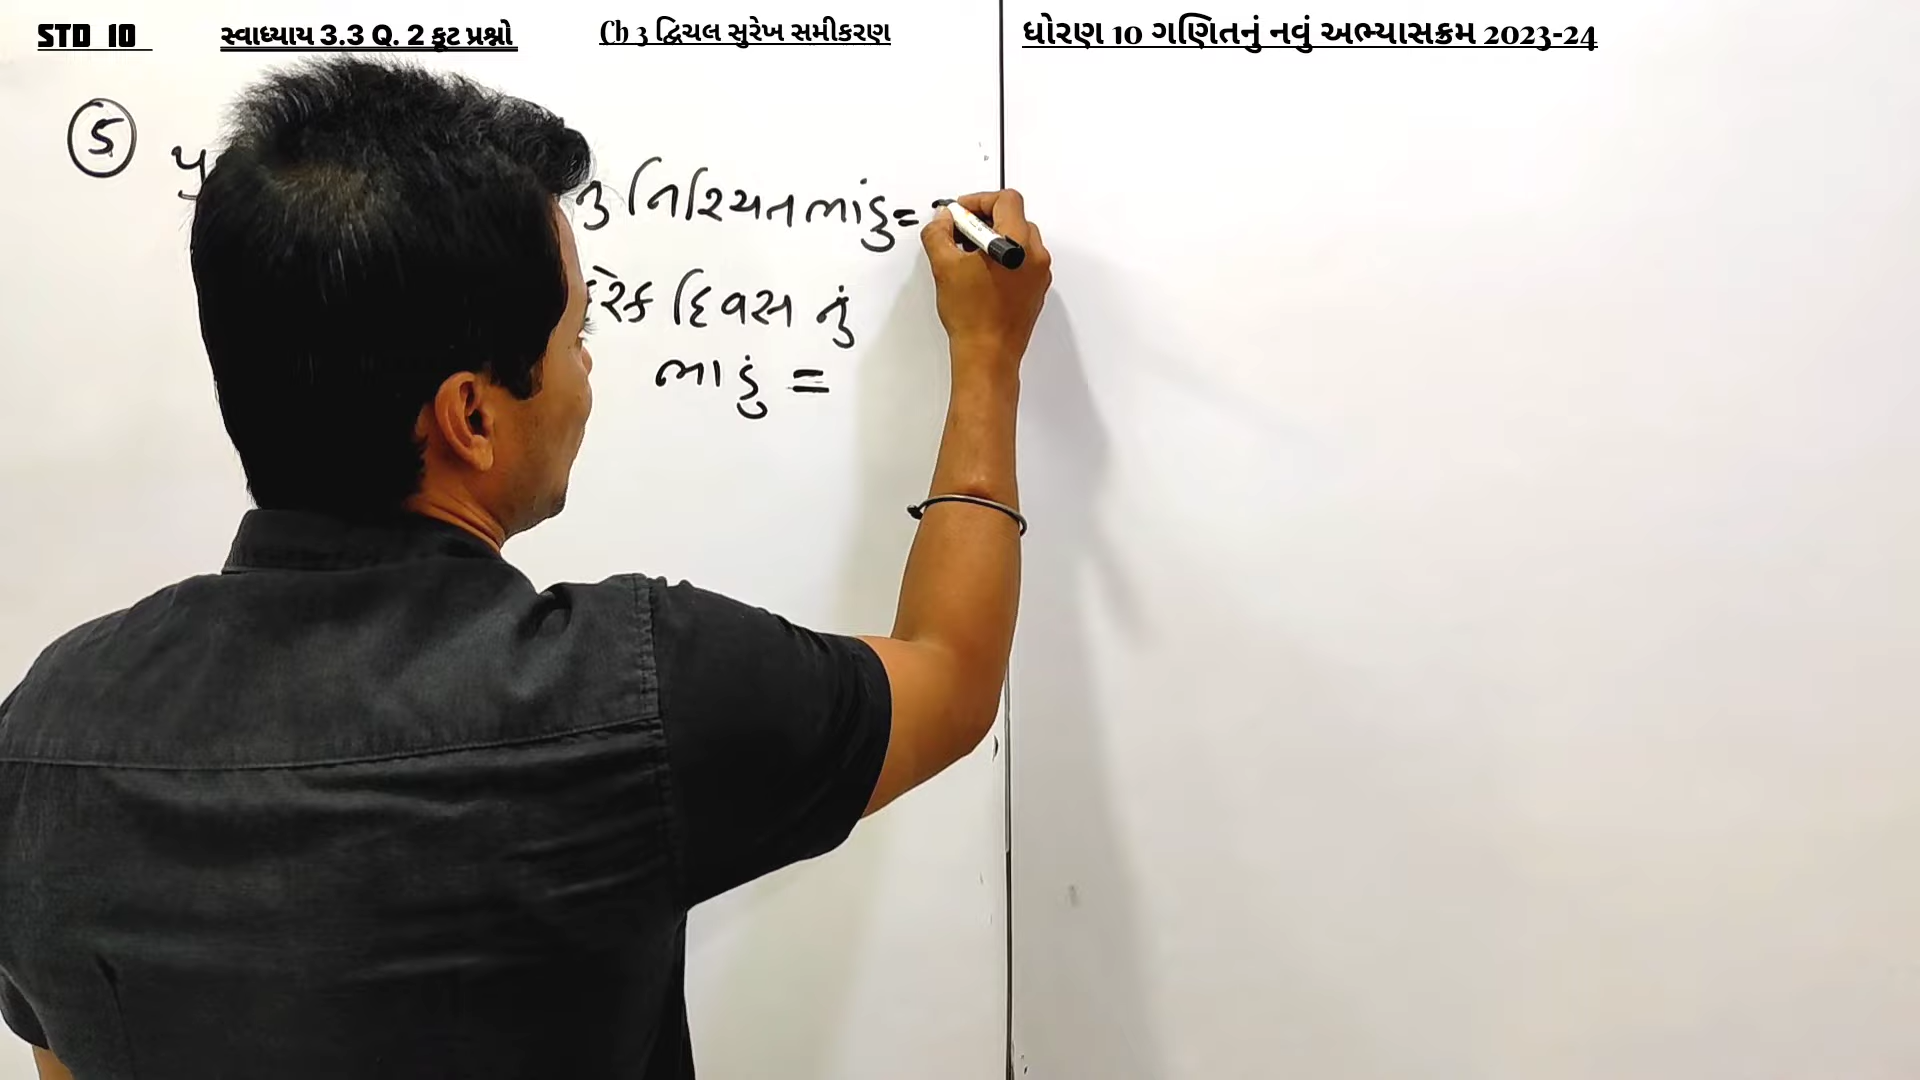 STD 10
સ્વાધ્યાય 3.3 Q. 2 કૂટ પ્રશ્નો
Ch 3 દ્વિચલ સુરેખ સમીકરણ
ધોરણ 10 ગણિતનું નવું અભ્યાસક્રમ 2023-24
5
નું નિશ્ચિત ભાંડુ =
દરેક દિવસ નું
ભાડું =